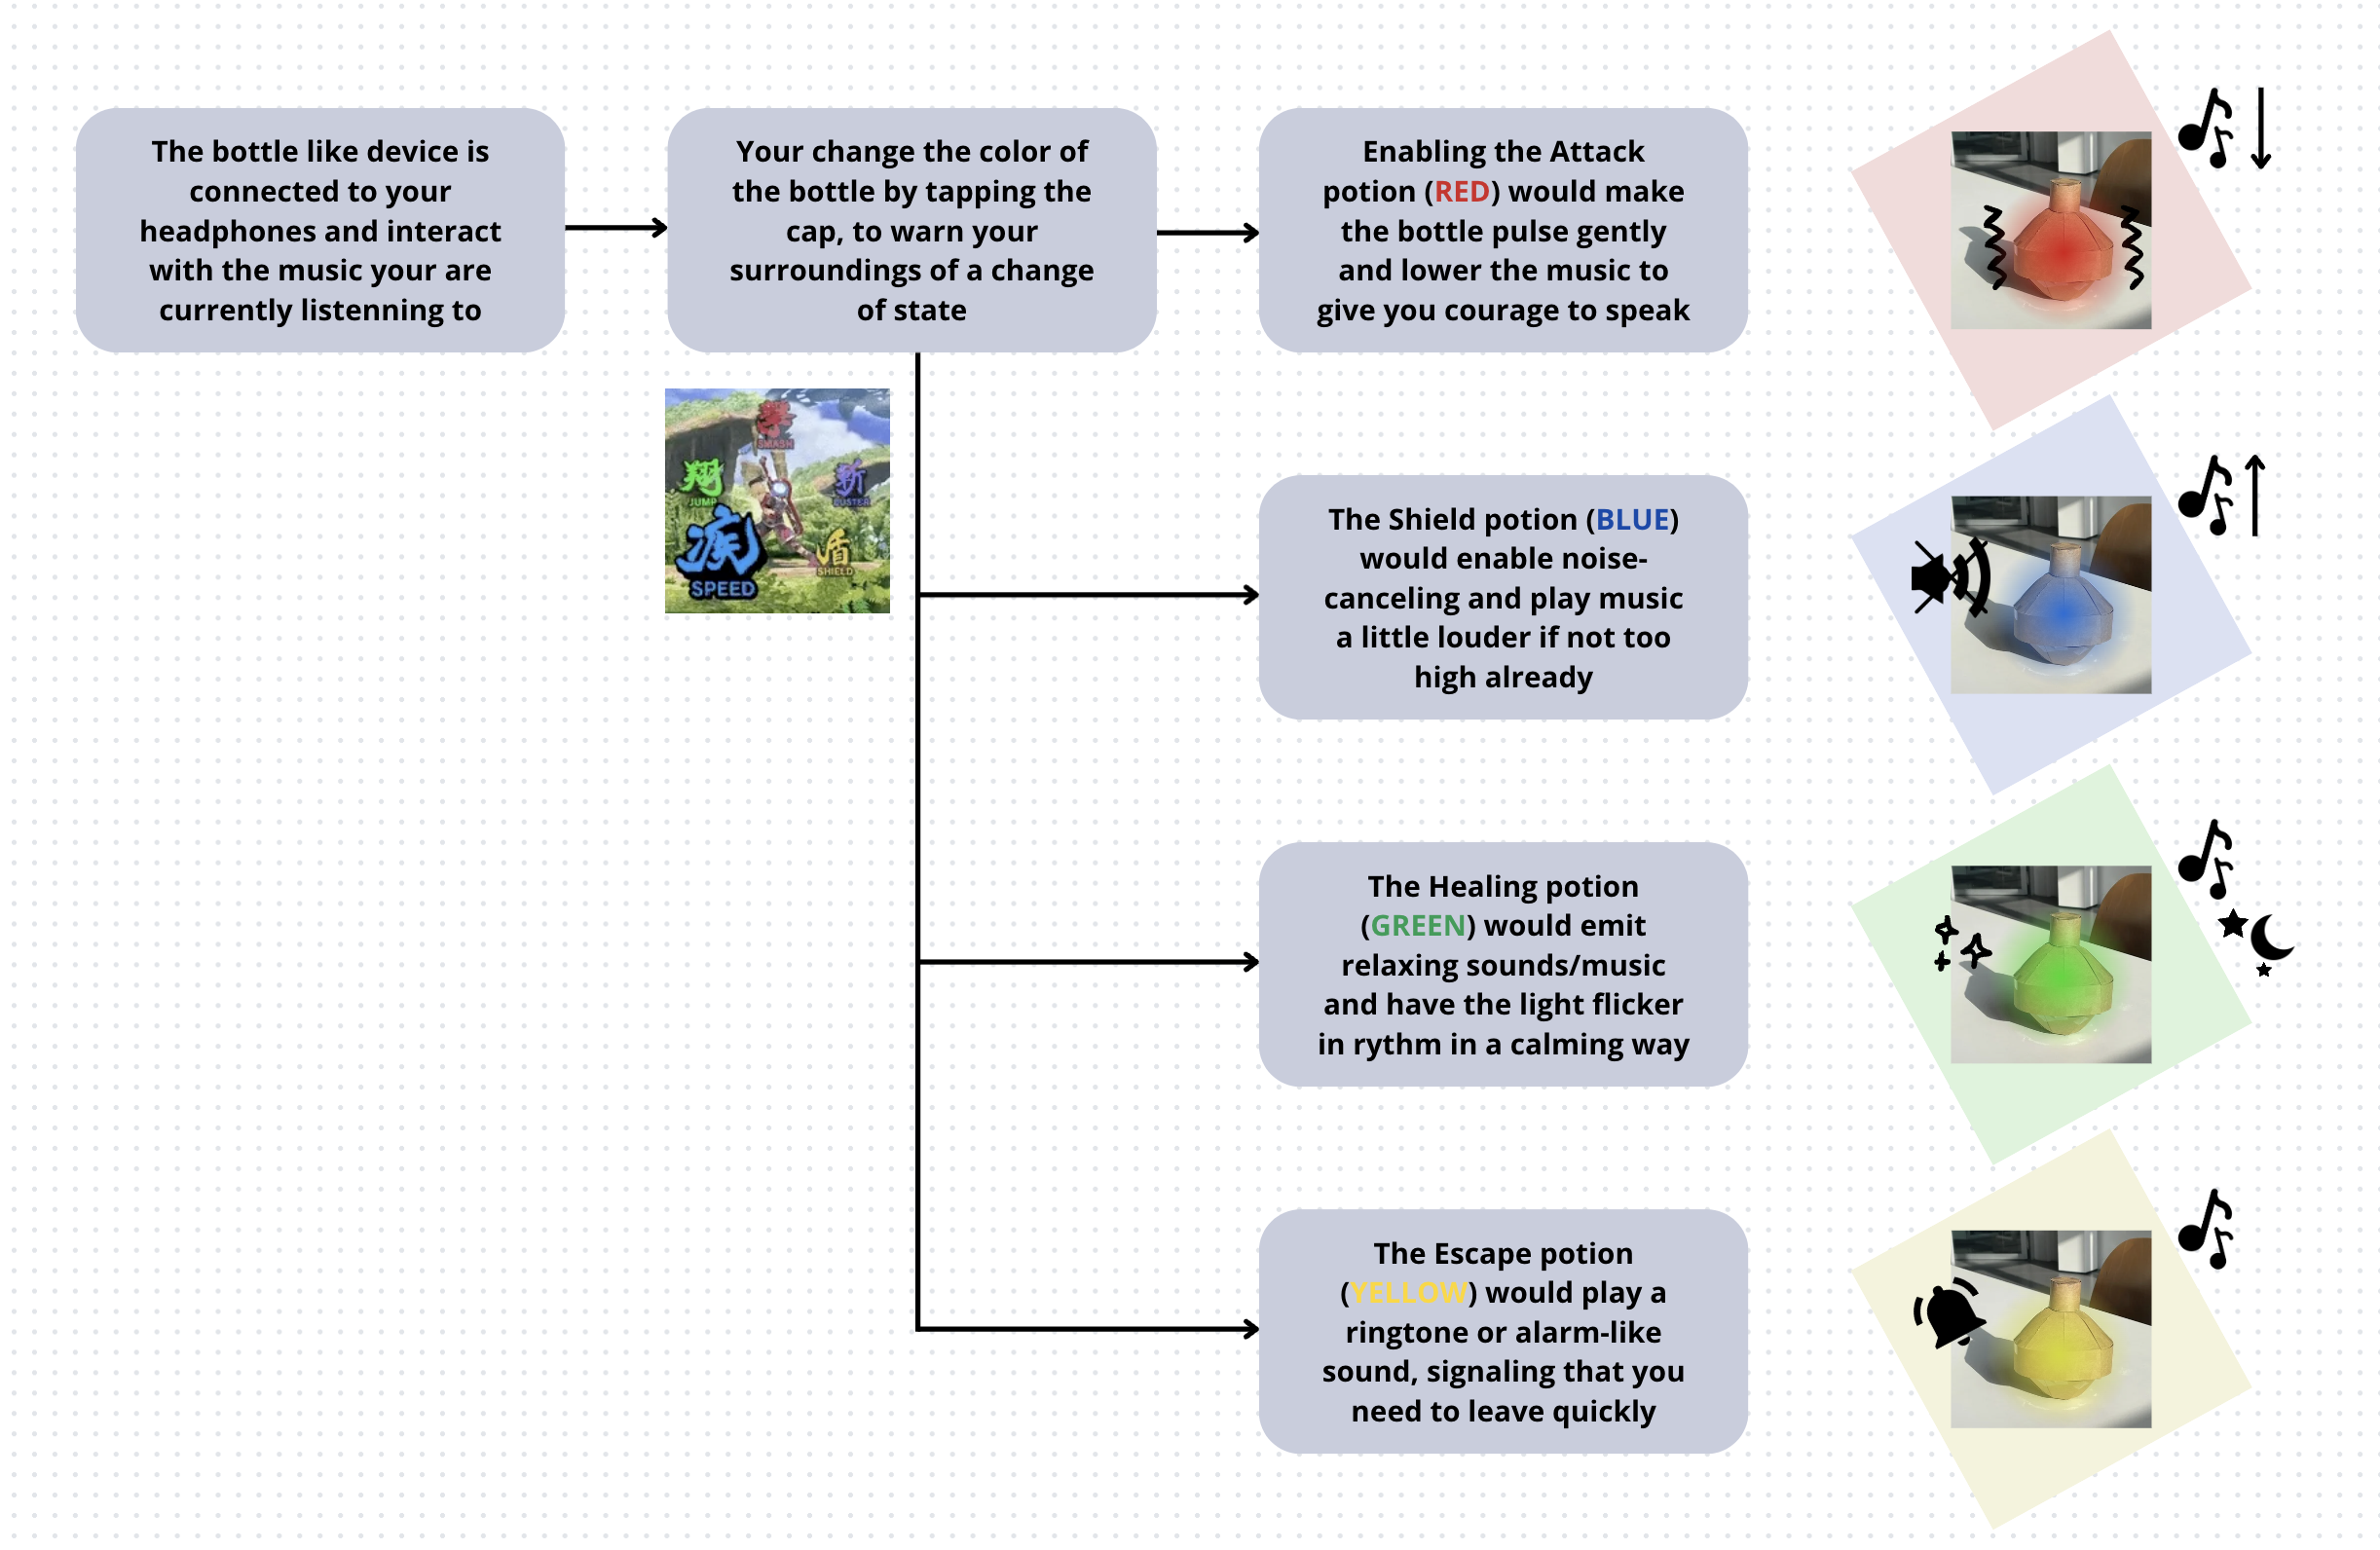 The bottle like device is
connected to your
headphones and interact
with the music your are
currently listenning to
Your change the color of
the bottle by tapping the
cap, to warn your
surroundings of a change
of state
Enabling the Attack
potion (RED) would make
the bottle pulse gently
and lower the music to
give you courage to speak
撃
SMASH
翔
JUMP
斬
BUSTER
疾
SPEED
盾
SHIELD
The Shield potion (BLUE)
would enable noise-
canceling and play music
a little louder if not too
high already
The Healing potion
(GREEN) would emit
relaxing sounds/music
and have the light flicker
in rythm in a calming way
The Escape potion
(YELLOW) would play a
ringtone or alarm-like
sound, signaling that you
need to leave quickly